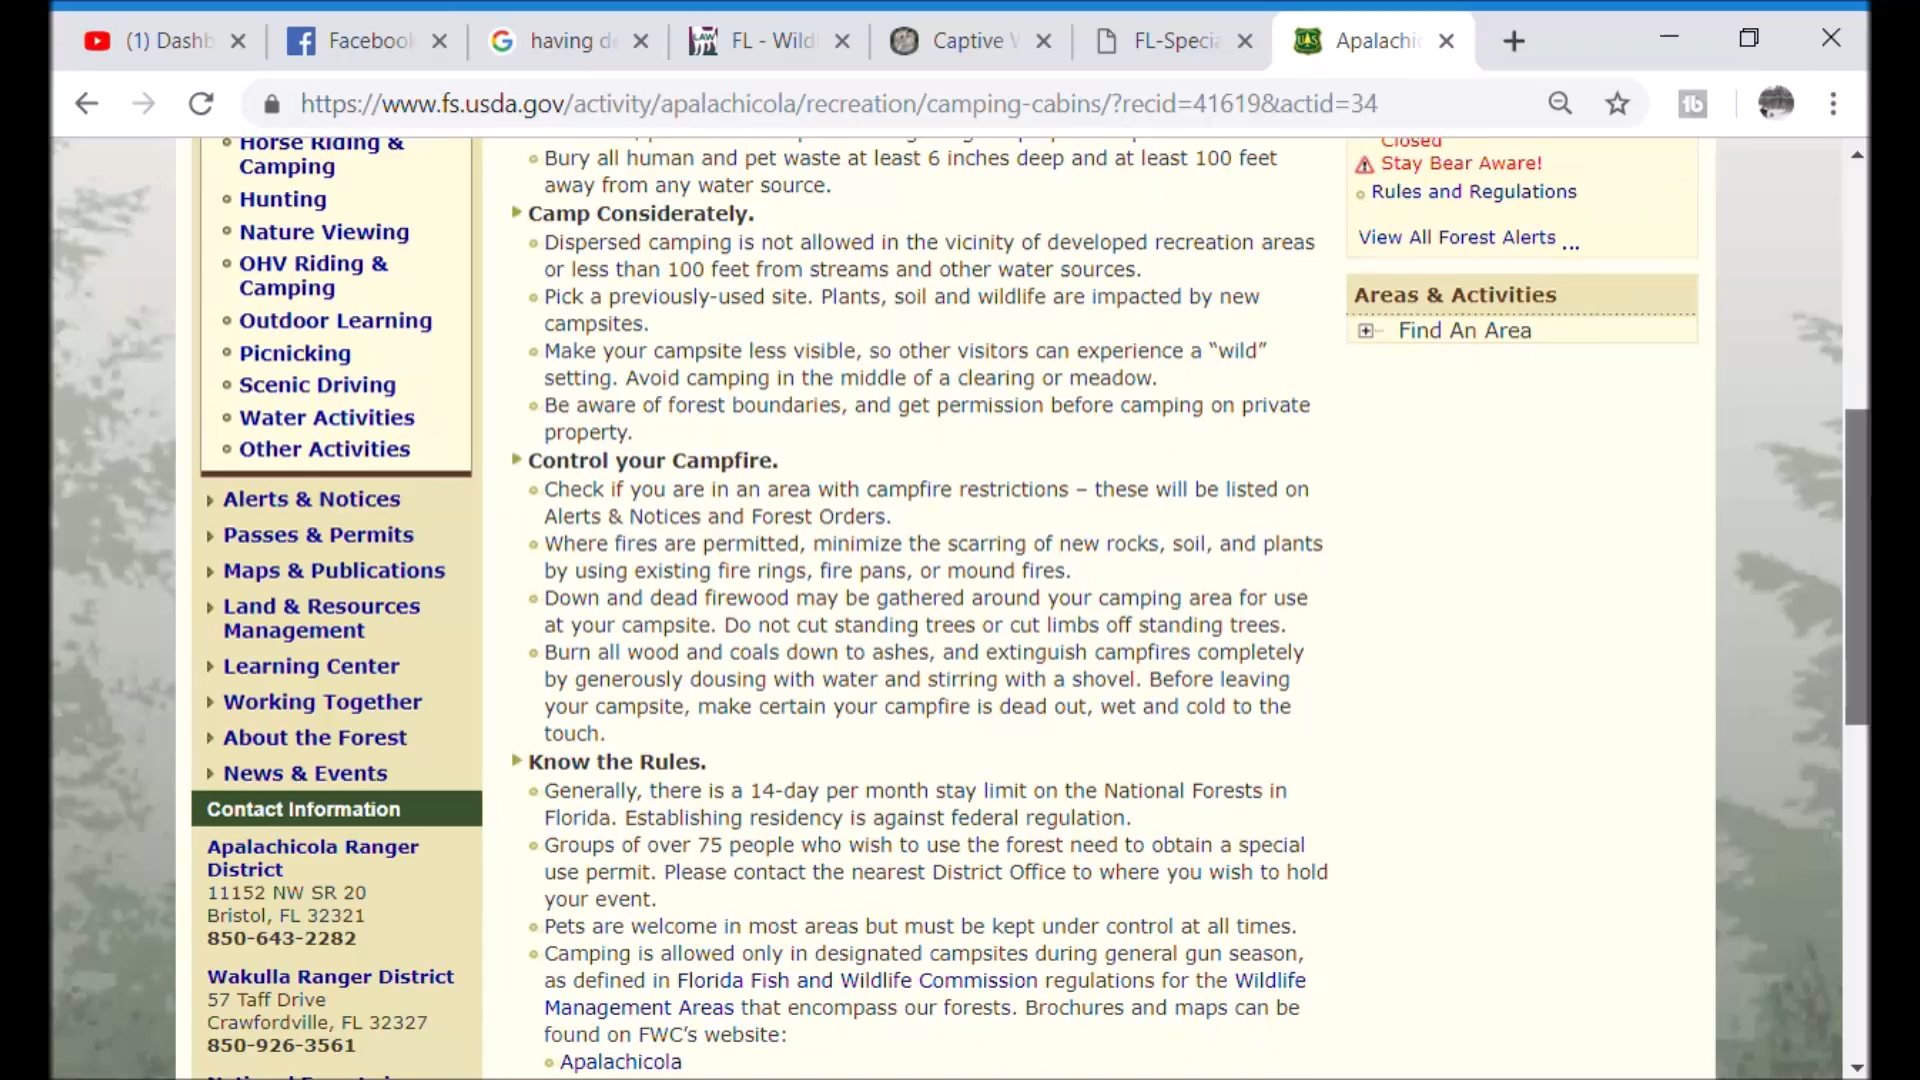 (1) Dashb
Facebook
having de
FL - Wild
Captive V
FL-Specia
Apalachic
https://www.fs.usda.gov/activity/apalachicola/recreation/camping-cabins/?recid=41619&actid=34
Horse Riding &
Camping
Hunting
Nature Viewing
OHV Riding &
Camping
Outdoor Learning
Picnicking
Scenic Driving
Water Activities
Other Activities
Alerts & Notices
Passes & Permits
Maps & Publications
Land & Resources
Management
Learning Center
Working Together
About the Forest
News & Events
Contact Information
Apalachicola Ranger
District
11152 NW SR 20
Bristol, FL 32321
850-643-2282
Wakulla Ranger District
57 Taff Drive
Crawfordville, FL 32327
850-926-3561
Bury all human and pet waste at least 6 inches deep and at least 100 feet
away from any water source.
Camp Considerately.
Dispersed camping is not allowed in the vicinity of developed recreation areas
or less than 100 feet from streams and other water sources.
Pick a previously-used site. Plants, soil and wildlife are impacted by new
campsites.
Make your campsite less visible, so other visitors can experience a “wild”
setting. Avoid camping in the middle of a clearing or meadow.
Be aware of forest boundaries, and get permission before camping on private
property.
Control your Campfire.
Check if you are in an area with campfire restrictions – these will be listed on
Alerts & Notices and Forest Orders.
Where fires are permitted, minimize the scarring of new rocks, soil, and plants
by using existing fire rings, fire pans, or mound fires.
Down and dead firewood may be gathered around your camping area for use
at your campsite. Do not cut standing trees or cut limbs off standing trees.
Burn all wood and coals down to ashes, and extinguish campfires completely
by generously dousing with water and stirring with a shovel. Before leaving
your campsite, make certain your campfire is dead out, wet and cold to the
touch.
Know the Rules.
Generally, there is a 14-day per month stay limit on the National Forests in
Florida. Establishing residency is against federal regulation.
Groups of over 75 people who wish to use the forest need to obtain a special
use permit. Please contact the nearest District Office to where you wish to hold
your event.
Pets are welcome in most areas but must be kept under control at all times.
Camping is allowed only in designated campsites during general gun season,
as defined in Florida Fish and Wildlife Commission regulations for the Wildlife
Management Areas that encompass our forests. Brochures and maps can be
found on FWC’s website:
Apalachicola
Closed
Stay Bear Aware!
Rules and Regulations
View All Forest Alerts ...
Areas & Activities
Find An Area